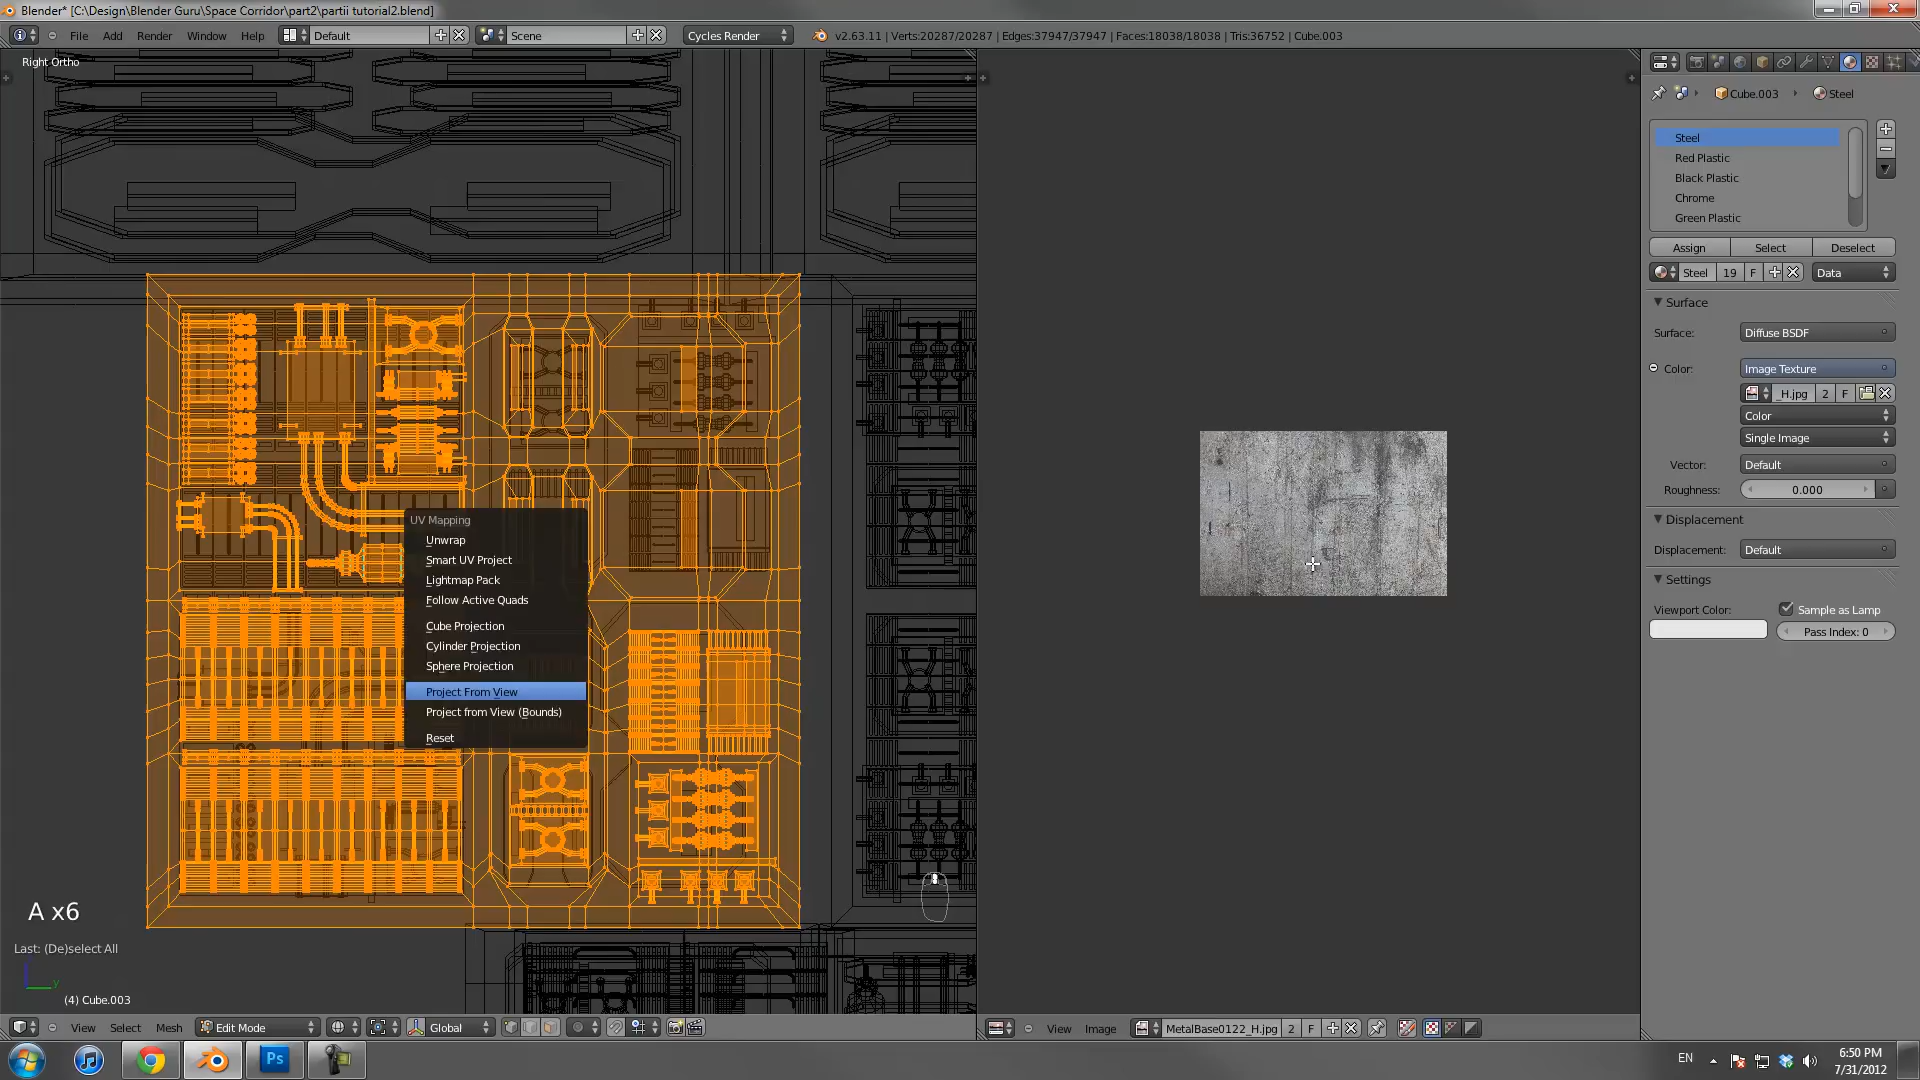 Blender* [C:\Design\Blender Guru\Space Corridor\part2\partii tutorial2.blend]
File Add Render Window Help Default Scene Cycles Render v2.63.11 | Verts:20287/20287 | Edges:37947/37947 | Faces:18038/18038 | Tris:36752 | Cube.003
Right Ortho
Cube.003 Steel
Steel
Red Plastic
Black Plastic
Chrome
Green Plastic
Assign Select Deselect
Steel 19 F Data
Surface
Surface: Diffuse BSDF
Color: Image Texture
_H.jpg 2 F
Color
Single Image
Vector: Default
Roughness: 0.000
Displacement
Displacement: Default
Settings
Viewport Color: Sample as Lamp
Pass Index: 0
UV Mapping
Unwrap
Smart UV Project
Lightmap Pack
Follow Active Quads
Cube Projection
Cylinder Projection
Sphere Projection
Project From View
Project from View (Bounds)
Reset
A x6
Last: (De)select All
y
(4) Cube.003
View Select Mesh Edit Mode Global
View Image MetalBase0122_H.jpg 2 F
Ps
EN
6:50 PM
7/31/2012